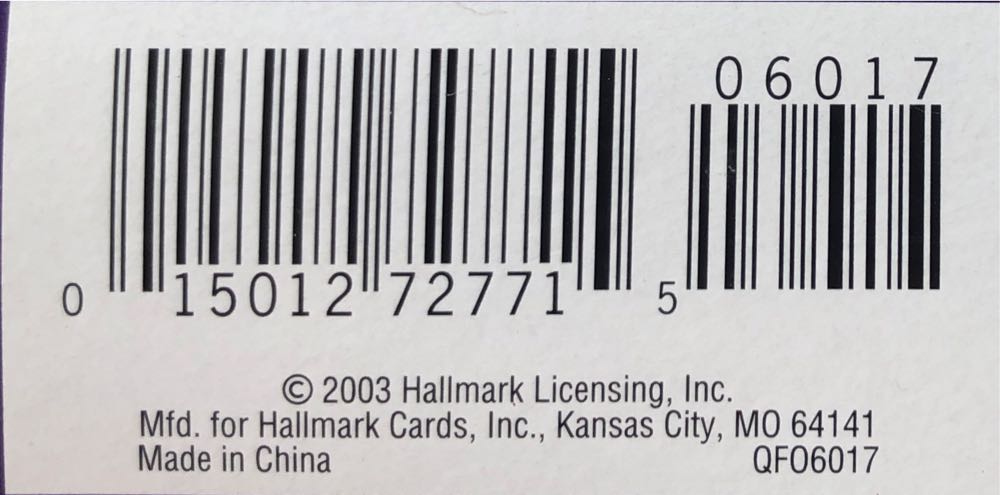 06017
0 15012 72771 5
© 2003 Hallmark Licensing, Inc.
Mfd. for Hallmark Cards, Inc., Kansas City, MO 64141
Made in China QFO6017